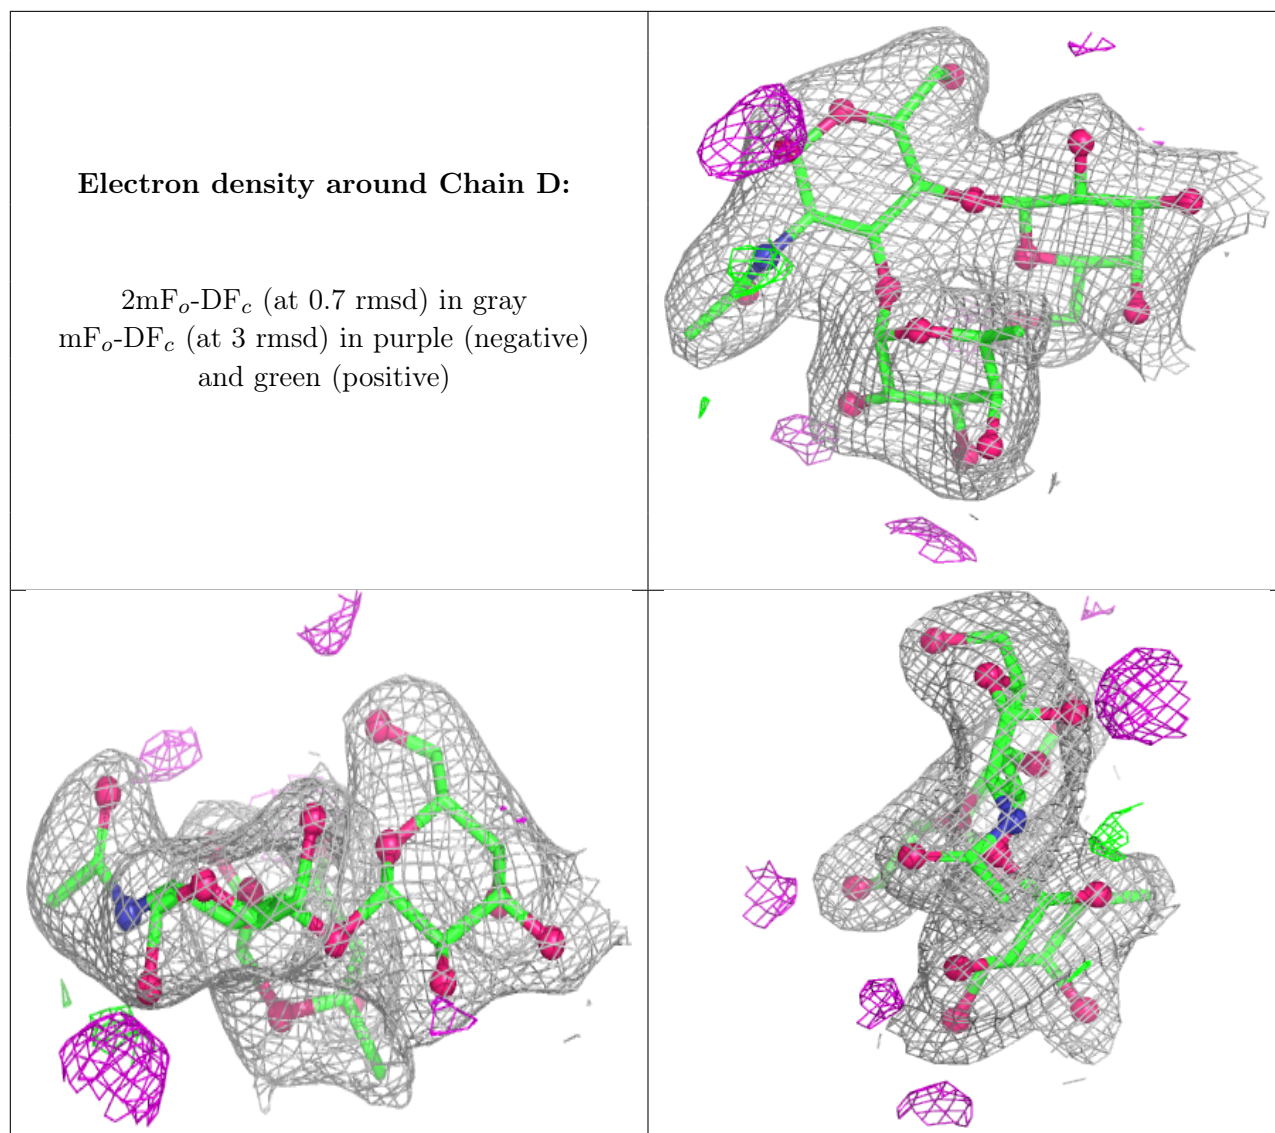 Electron density around Chain D:
2mFo-DFc (at 0.7 rmsd) in gray
mFo-DFc (at 3 rmsd) in purple (negative)
and green (positive)